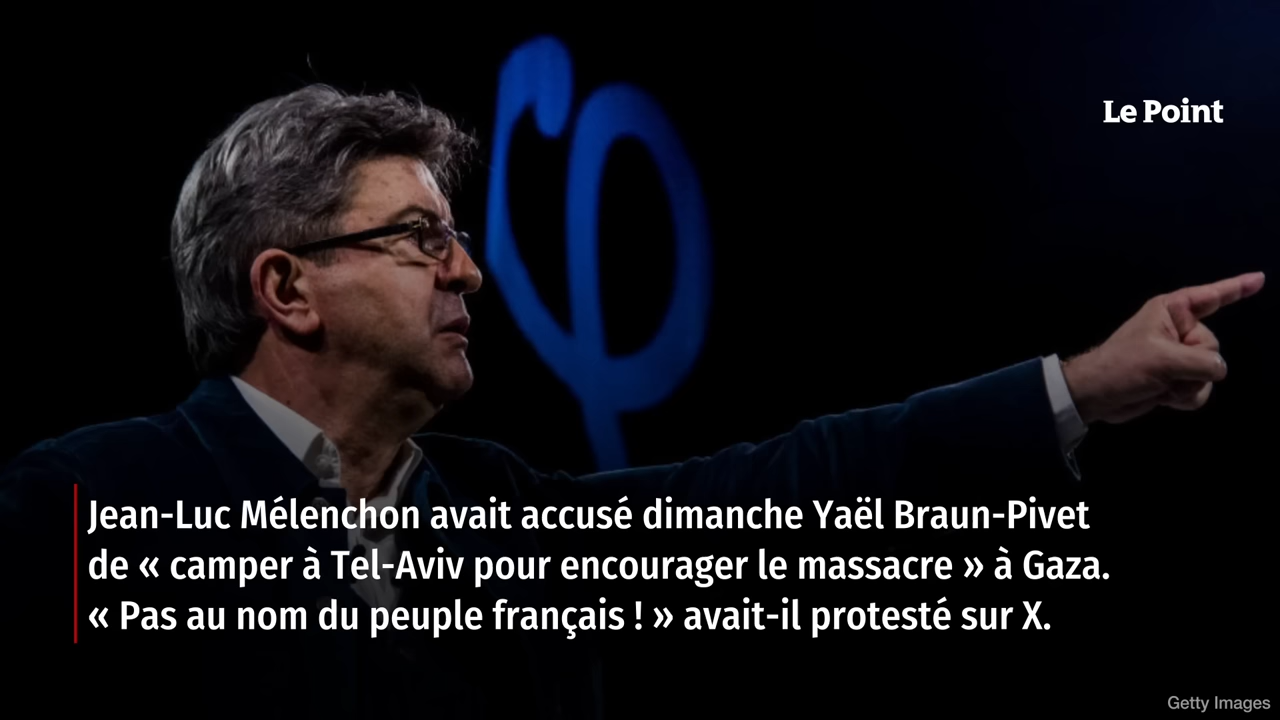 Le Point
Jean-Luc Mélenchon avait accusé dimanche Yaël Braun-Pivet
de « camper à Tel-Aviv pour encourager le massacre » à Gaza.
« Pas au nom du peuple français ! » avait-il protesté sur X.
Getty Images